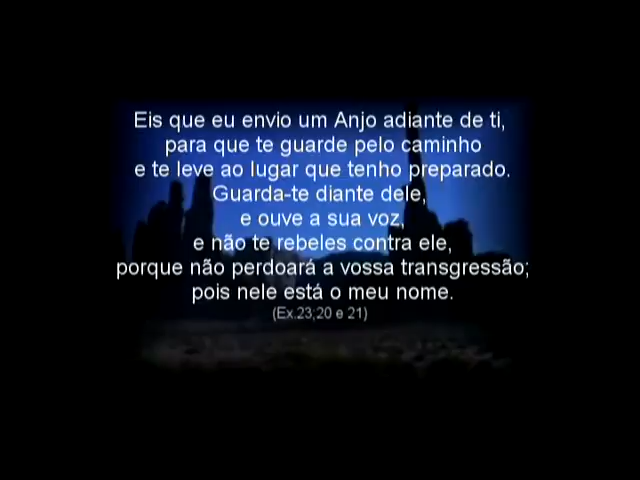 Eis que eu envio um Anjo adiante de ti,
para que te guarde pelo caminho
e te leve ao lugar que tenho preparado.
Guarda-te diante dele,
e ouve a sua voz,
e não te rebeles contra ele,
porque não perdoará a vossa transgressão;
pois nele está o meu nome.
(Ex.23;20 e 21)